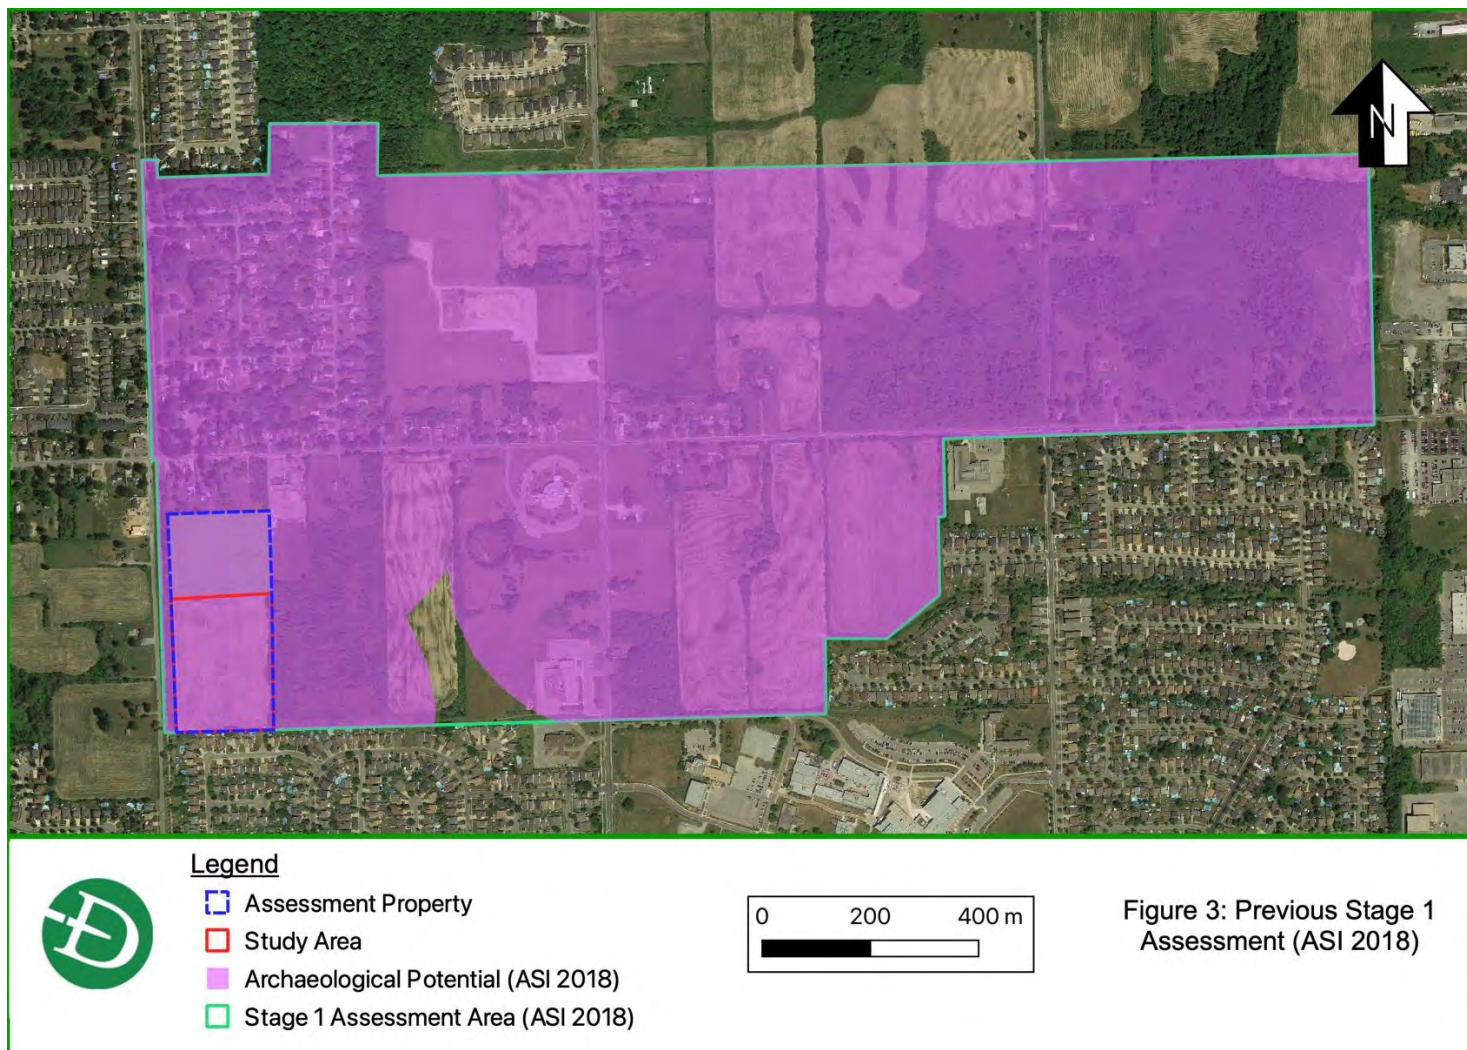 N
Legend
Assessment Property
Study Area
Archaeological Potential (ASI 2018)
Stage 1 Assessment Area (ASI 2018)
0 200 400 m
Figure 3: Previous Stage 1
Assessment (ASI 2018)